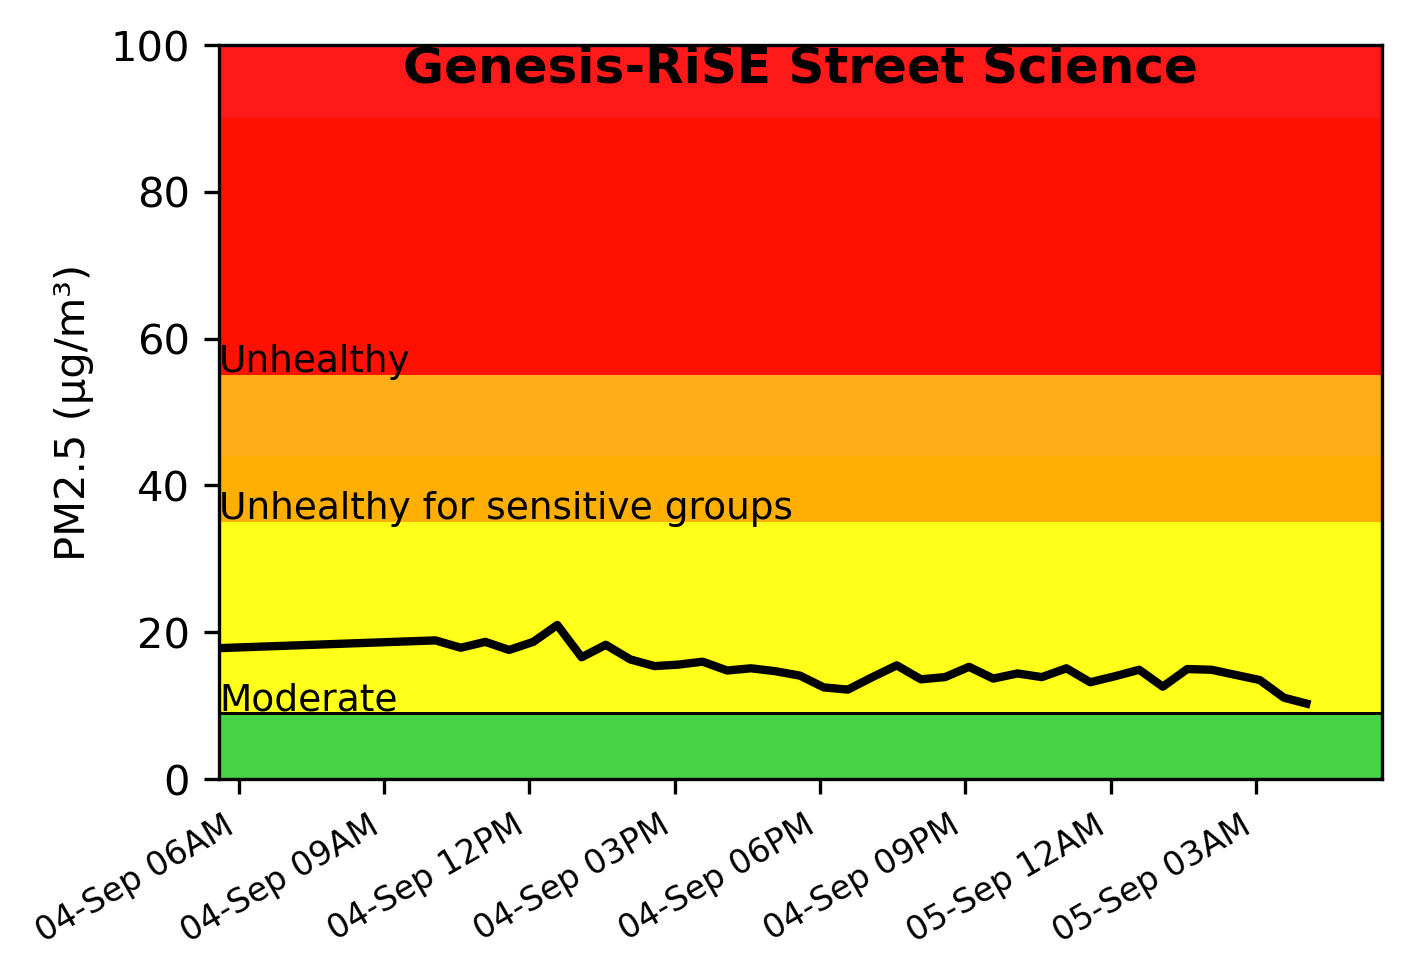 Genesis-RiSE Street Science
100
80
60
40
20
0
PM2.5 (µg/m³)
Unhealthy
Unhealthy for sensitive groups
Moderate
04-Sep 06AM
04-Sep 09AM
04-Sep 12PM
04-Sep 03PM
04-Sep 06PM
04-Sep 09PM
05-Sep 12AM
05-Sep 03AM